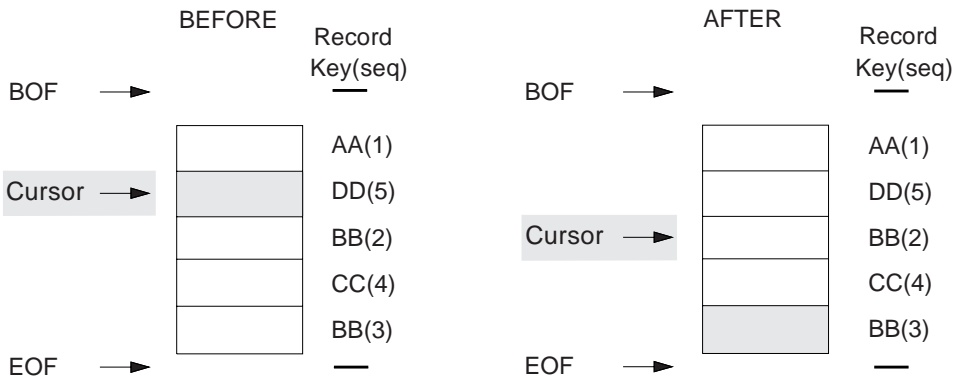 BEFORE
Record
Key(seq)
BOF
AA(1)
Cursor DD(5)
BB(2)
CC(4)
BB(3)
EOF
AFTER
Record
Key(seq)
BOF
AA(1)
DD(5)
Cursor BB(2)
CC(4)
BB(3)
EOF